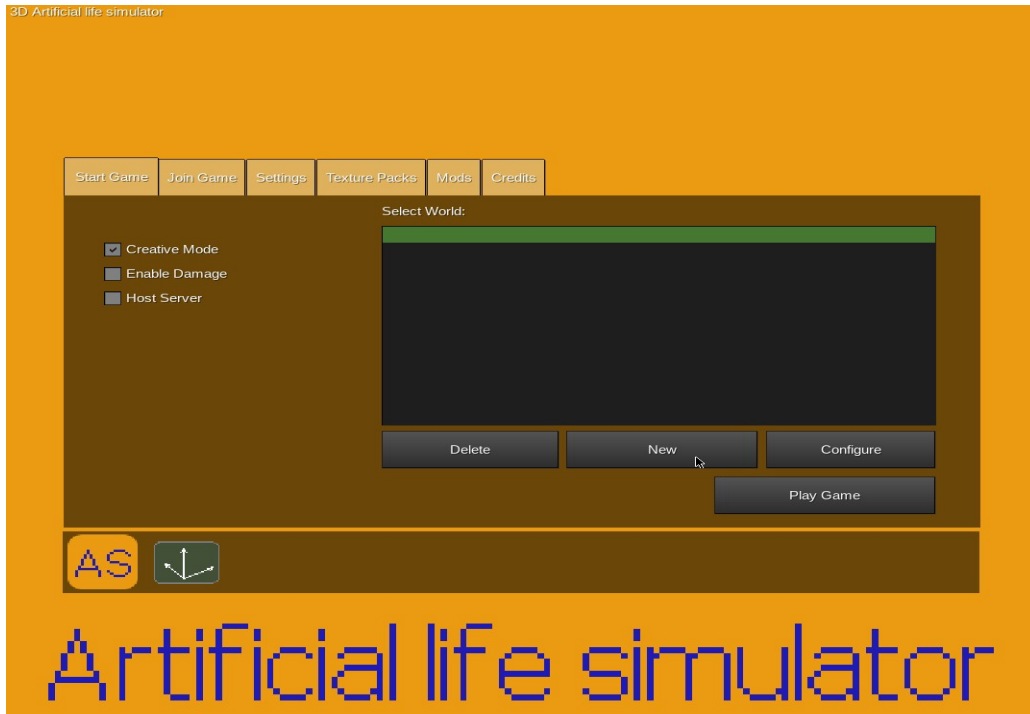 3D Artificial life simulator
Start Game Join Game Settings Texture Packs Mods Credits
Select World:
Creative Mode
Enable Damage
Host Server
Delete New Configure
Play Game
AS
Artificial life simulator